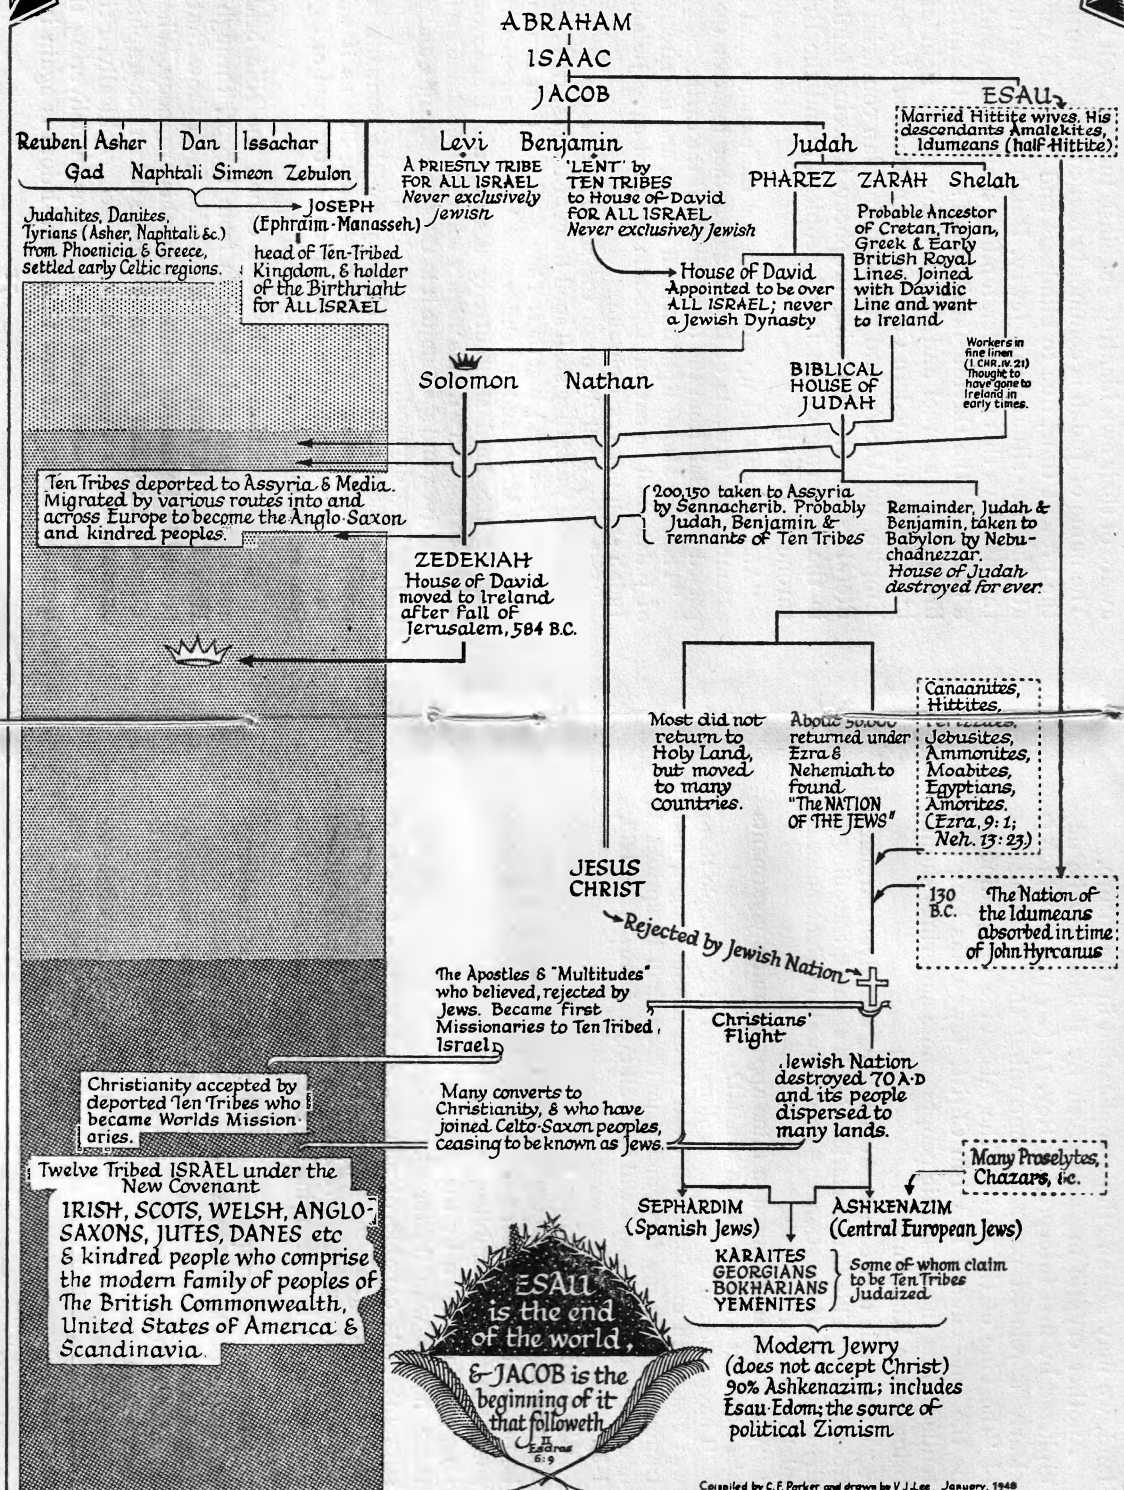 ABRAHAM
ISAAC
JACOB
ESAU
Married Hittite wives. His
descendants Amalekites,
Idumeans (half-Hittite)
Reuben Asher Dan Issachar
Gad Naphtali Simeon Zebulon
Levi
A PRIESTLY TRIBE
FOR ALL ISRAEL
Never exclusively
Jewish
Benjamin
'LENT' by
TEN TRIBES
to House of David
FOR ALL ISRAEL
Never exclusively Jewish
Judah
PHAREZ ZARAH Shelah
Judahites, Danites,
Tyrians (Asher, Naphtali &c.)
from Phoenicia & Greece,
settled early Celtic regions.
JOSEPH
(Ephraim-Manasseh)
head of Ten-Tribed
Kingdom, & holder
of the Birthright
for ALL ISRAEL
House of David
Appointed to be over
ALL ISRAEL; never
a Jewish Dynasty
Probable Ancestor
of Cretan, Trojan,
Greek & Early
British Royal
Lines. Joined
with Davidic
Line and went
to Ireland
Workers in
fine linen
(I. CHR. IV. 21)
Thought to
have gone to
Ireland in
early times.
Solomon Nathan
BIBLICAL
HOUSE of
JUDAH
Ten Tribes deported to Assyria & Media.
Migrated by various routes into and
across Europe to become the Anglo-Saxon
and kindred peoples.
200,150 taken to Assyria
by Sennacherib. Probably
Judah, Benjamin &
remnants of Ten Tribes
Remainder, Judah &
Benjamin, taken to
Babylon by Nebu-
chadnezzar.
House of Judah
destroyed for ever.
ZEDEKIAH
House of David
moved to Ireland
after fall of
Jerusalem, 584 B.C.
Most did not
return to
Holy Land,
but moved
to many
countries.
About 50,000
returned under
Ezra &
Nehemiah to
found
"The NATION
OF THE JEWS"
Canaanites,
Hittites,
Perizzites,
Jebusites,
Ammonites,
Moabites,
Egyptians,
Amorites.
(Ezra, 9:1;
Neh. 13:23.)
JESUS
CHRIST
Rejected by Jewish Nation
130
B.C.
The Nation of
the Idumeans
absorbed in time
of John Hyrcanus
The Apostles & "Multitudes"
who believed, rejected by
Jews. Became first
Missionaries to Ten Tribed
Israel
Christians'
Flight
Jewish Nation
destroyed 70 A.D
and its people
dispersed to
many lands.
Christianity accepted by
deported Ten Tribes who
became Worlds Mission-
aries.
Many converts to
Christianity, & who have
joined Celto-Saxon peoples,
ceasing to be known as Jews.
Many Proselytes,
Chazars, &c.
Twelve Tribed ISRAEL under the
New Covenant
IRISH, SCOTS, WELSH, ANGLO-
SAXONS, JUTES, DANES etc
& kindred people who comprise
the modern family of peoples of
The British Commonwealth,
United States of America &
Scandinavia.
SEPHARDIM
(Spanish Jews)
ASHKENAZIM
(Central European Jews)
KARAITES
GEORGIANS
BOKHARIANS
YEMENITES
Some of whom claim
to be Ten Tribes
Judaized
ESAU
is the end
of the world,
& JACOB is the
beginning of it
that followeth
II
Esdras
6:9
Modern Jewry
(does not accept Christ)
90% Ashkenazim; includes
Esau-Edom; the source of
political Zionism
Compiled by C. F. Parker and drawn by V. J. Lee. January, 1948